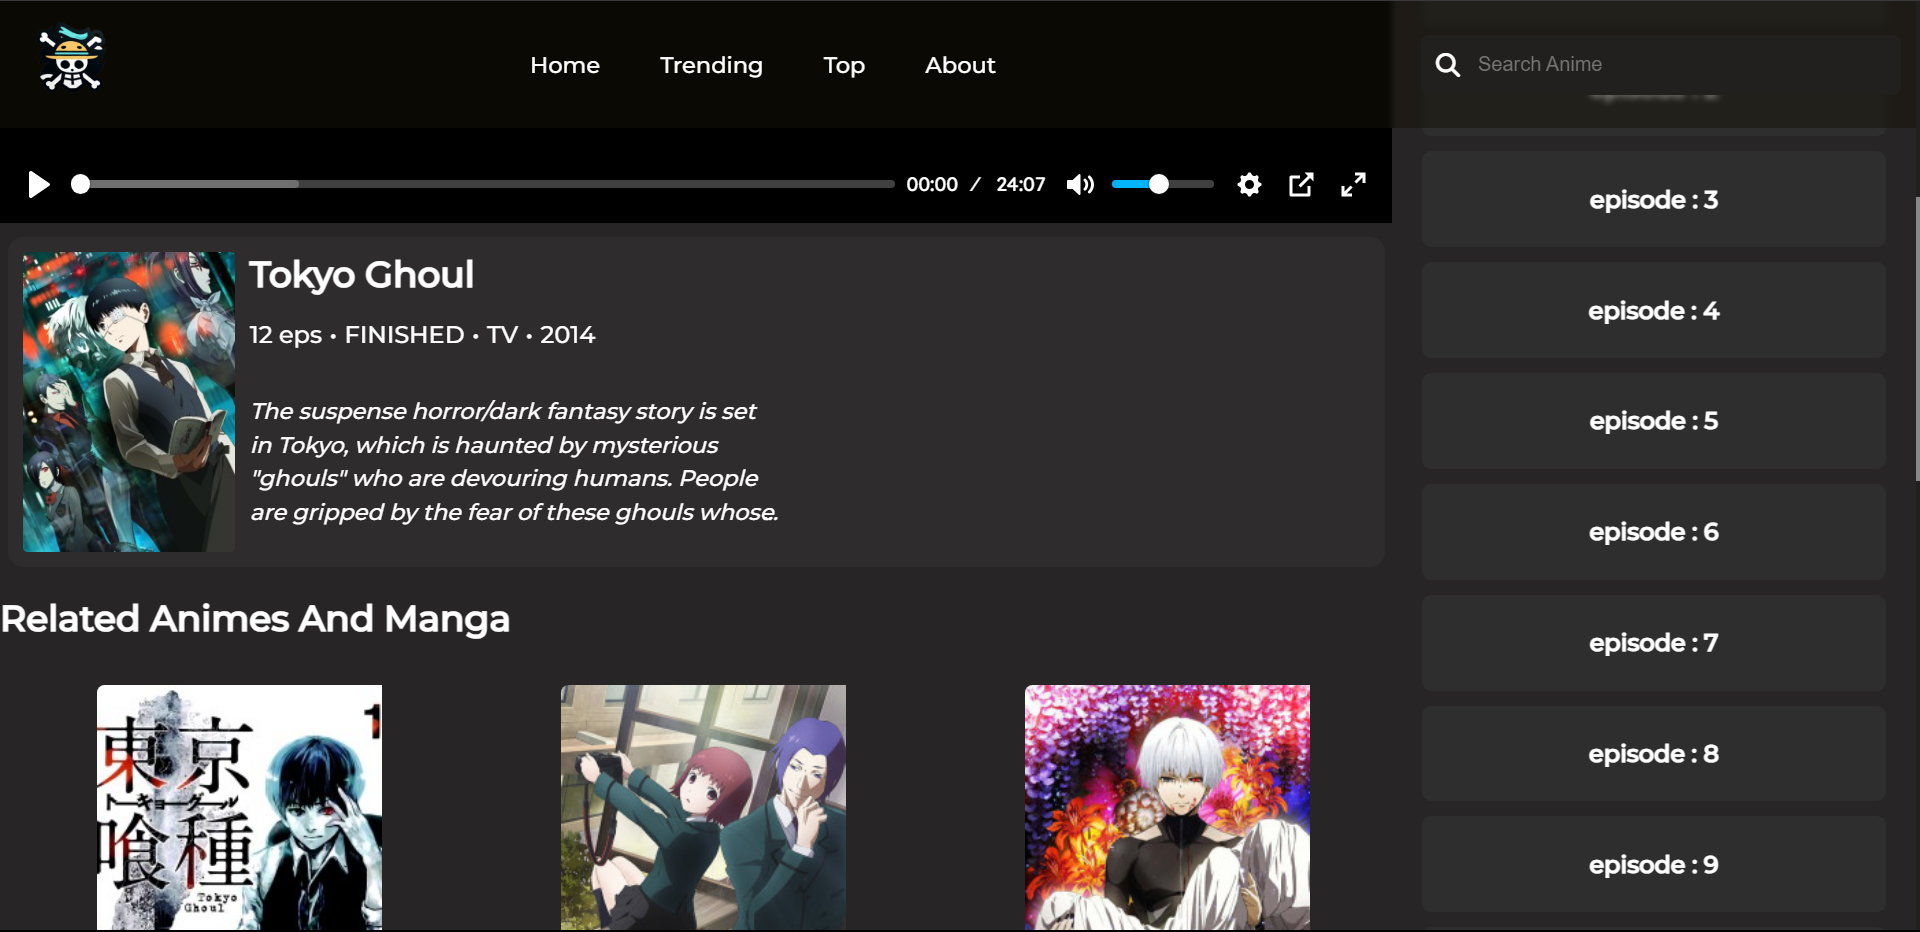 Home Trending Top About
Search Anime
00:00 / 24:07
Tokyo Ghoul
12 eps • FINISHED • TV • 2014
The suspense horror/dark fantasy story is set
in Tokyo, which is haunted by mysterious
"ghouls" who are devouring humans. People
are gripped by the fear of these ghouls whose.
Related Animes And Manga
東京
トーキョーグール
喰種
Tokyo
Ghoul
1
episode : 3
episode : 4
episode : 5
episode : 6
episode : 7
episode : 8
episode : 9